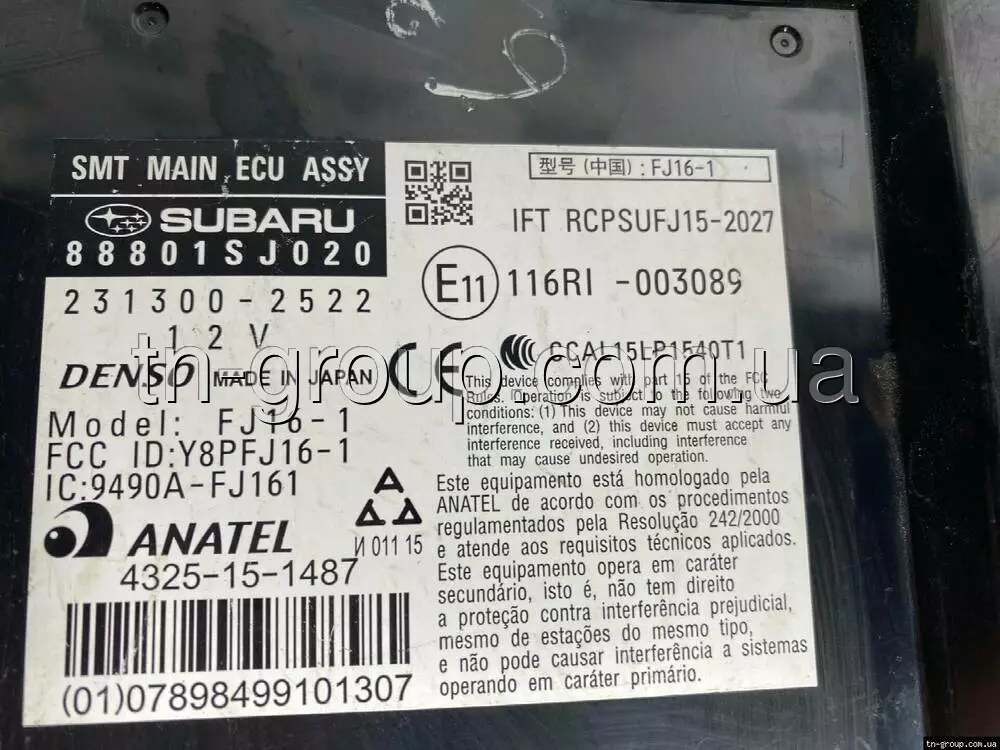 SMT MAIN ECU ASSY
SUBARU
88801SJ020
231300-2522
12V
DENSO MADE IN JAPAN
Model: FJ16-1
FCC ID:Y8PFJ16-1
IC:9490A-FJ161
ANATEL
4325-15-1487
(01)07898499101307
型号(中国):FJ16-1
IFT RCPSUFJ15-2027
E11 116RI -003089
CE CCAL15LP1540T1
This device complies with part 15 of the FCC
Rules. Operation is subject to the following two
conditions: (1) This device may not cause harmful
interference, and (2) this device must accept any
interference received, including interference
that may cause undesired operation.
И 011 15
Este equipamento está homologado pela
ANATEL de acordo com os procedimentos
regulamentados pela Resolução 242/2000
e atende aos requisitos técnicos aplicados.
Este equipamento opera em caráter
secundário, isto é, não tem direito
a proteção contra interferência prejudicial,
mesmo de estações do mesmo tipo,
e não pode causar interferência a sistemas
operando em caráter primário.
tn-group.com.ua
tn-group.com.ua